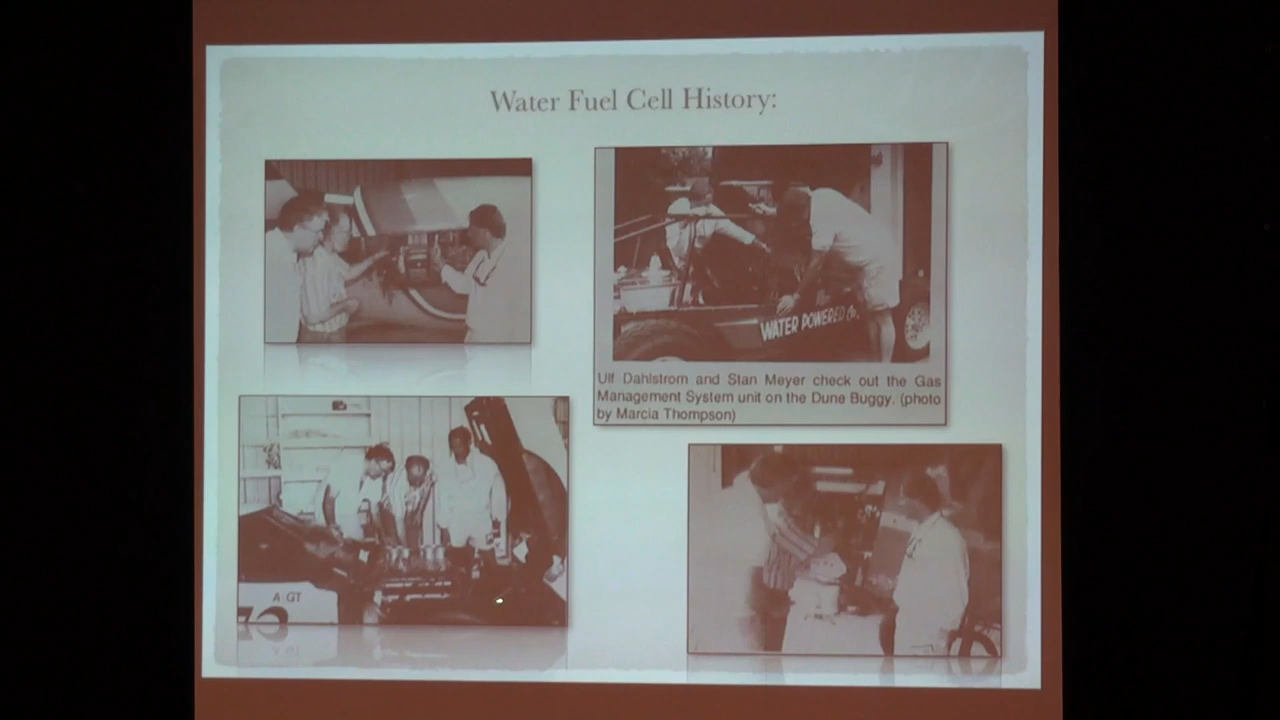 Water Fuel Cell History:
WATER POWERED
Ulf Dahlstrom and Stan Meyer check out the Gas
Management System unit on the Dune Buggy. (photo
by Marcia Thompson)
A GT